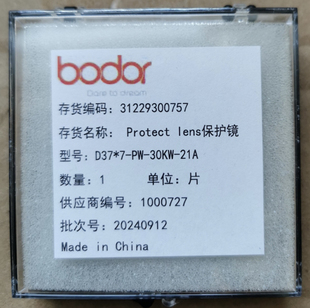 bodor
Dare to dream
存货编码：31229300757
存货名称： Protect lens保护镜
型号：D37*7-PW-30KW-21A
数量：1 单位：片
供应商编号：1000727
批次号：20240912
Made in China